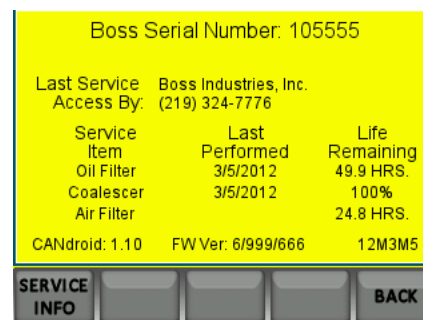 Boss Serial Number: 105555
Last Service Boss Industries, Inc.
Access By: (219) 324-7776
Service Last Life
Item Performed Remaining
Oil Filter 3/5/2012 49.9 HRS.
Coalescer 3/5/2012 100%
Air Filter 24.8 HRS.
CANdroid: 1.10 FW Ver: 6/999/666 12M3M5
SERVICE
INFO
BACK